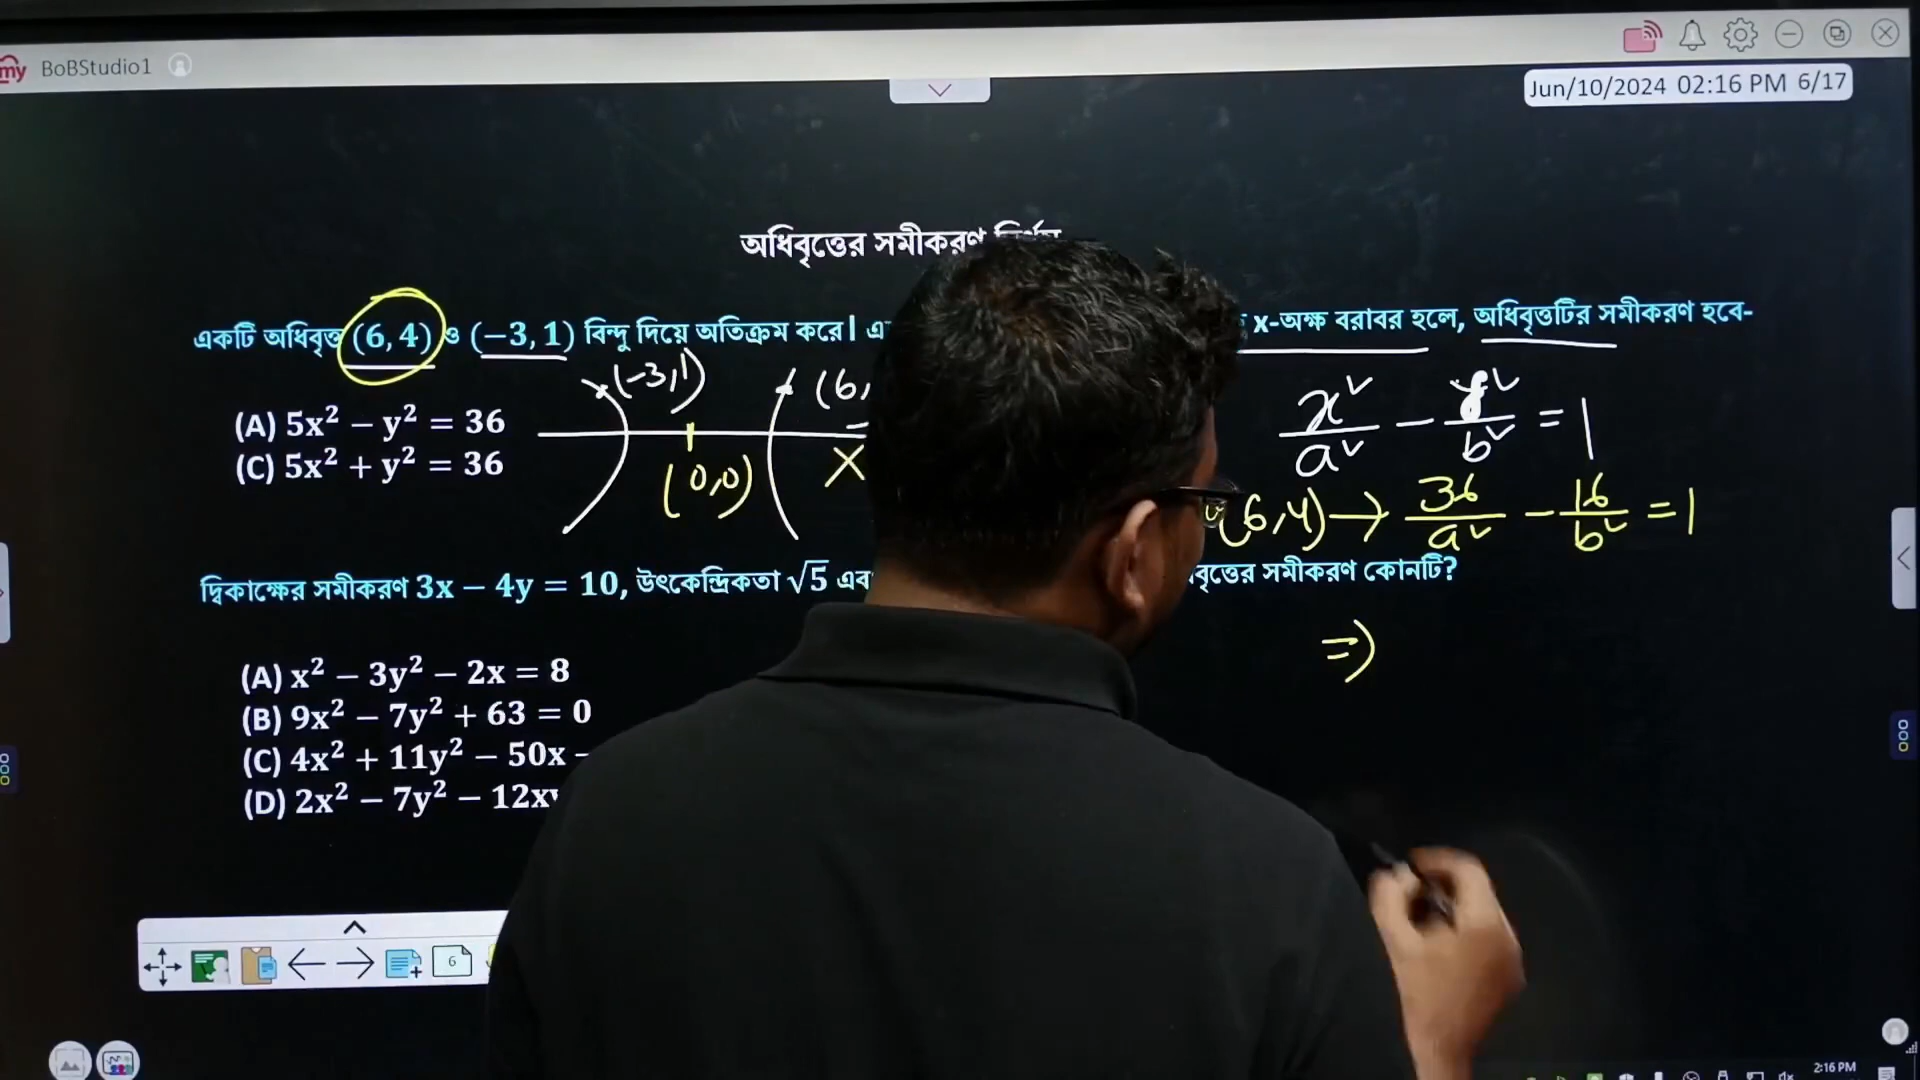 my BoBStudio1
Jun/10/2024 02:16 PM 6/17
অধিবৃত্তের সমীকরণ
একটি অধিবৃত্ত (6, 4) ও (−3, 1) বিন্দু দিয়ে অতিক্রম করে। x-অক্ষ বরাবর হলে, অধিবৃত্তটির সমীকরণ হবে-
(−3,1) (6,
x² / a² − y² / b² = 1
(A) 5x² − y² = 36
(C) 5x² + y² = 36
(0,0) X
(6,4) → 36 / a² − 16 / b² = 1
দ্বিকাক্ষের সমীকরণ 3x − 4y = 10, উৎকেন্দ্রিকতা √5 সমীকরণ কোনটি?
⇒
(A) x² − 3y² − 2x = 8
(B) 9x² − 7y² + 63 = 0
(C) 4x² + 11y² − 50x −
(D) 2x² − 7y² − 12x
6
2:16 PM